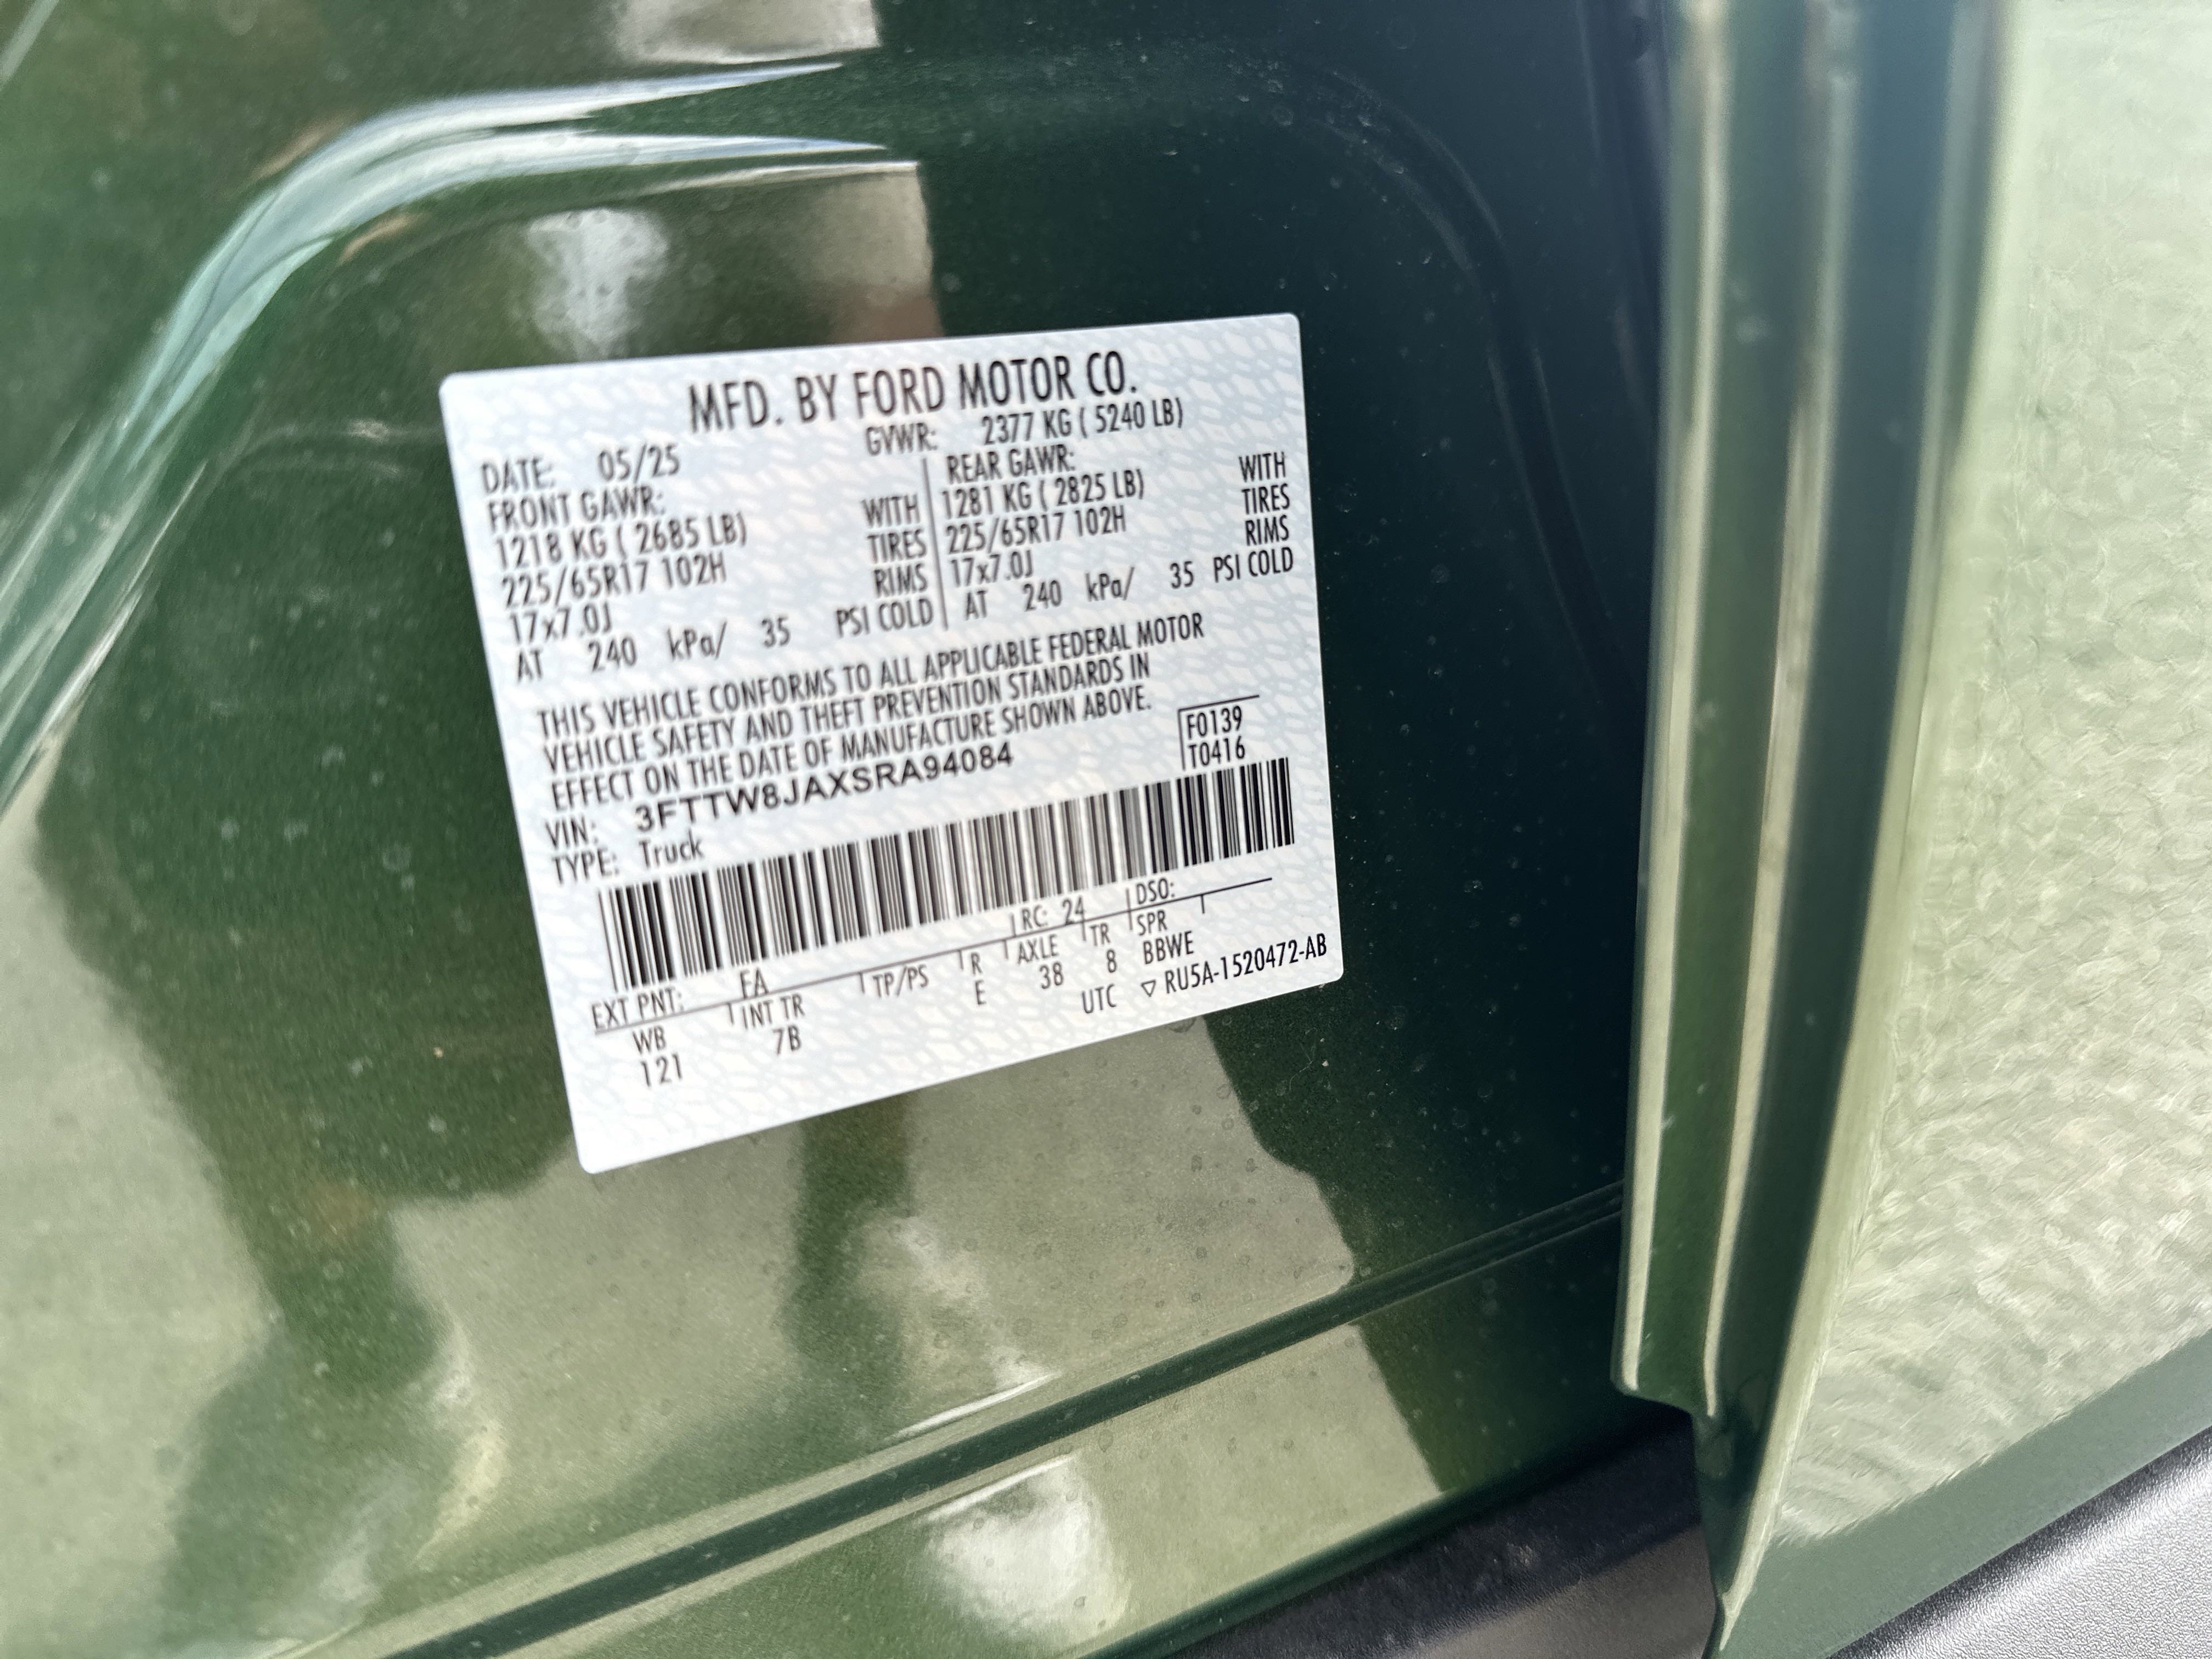 MFD. BY FORD MOTOR CO.
DATE: 05/25 GVWR: 2377 KG ( 5240 LB)
FRONT GAWR: REAR GAWR:
1218 KG ( 2685 LB) WITH 1281 KG ( 2825 LB) WITH
225/65R17 102H TIRES 225/65R17 102H TIRES
17x7.0J RIMS 17x7.0J RIMS
AT 240 kPa/ 35 PSI COLD AT 240 kPa/ 35 PSI COLD
THIS VEHICLE CONFORMS TO ALL APPLICABLE FEDERAL MOTOR
VEHICLE SAFETY AND THEFT PREVENTION STANDARDS IN
EFFECT ON THE DATE OF MANUFACTURE SHOWN ABOVE.
VIN: 3FTTW8JAXSRA94084 F0139
TYPE: Truck T0416
EXT PNT: EA RC: 24 DSO:
WB INT TR TP/PS R AXLE TR SPR
121 7B E 38 8 BBWE
UTC ▽ RU5A-1520472-AB